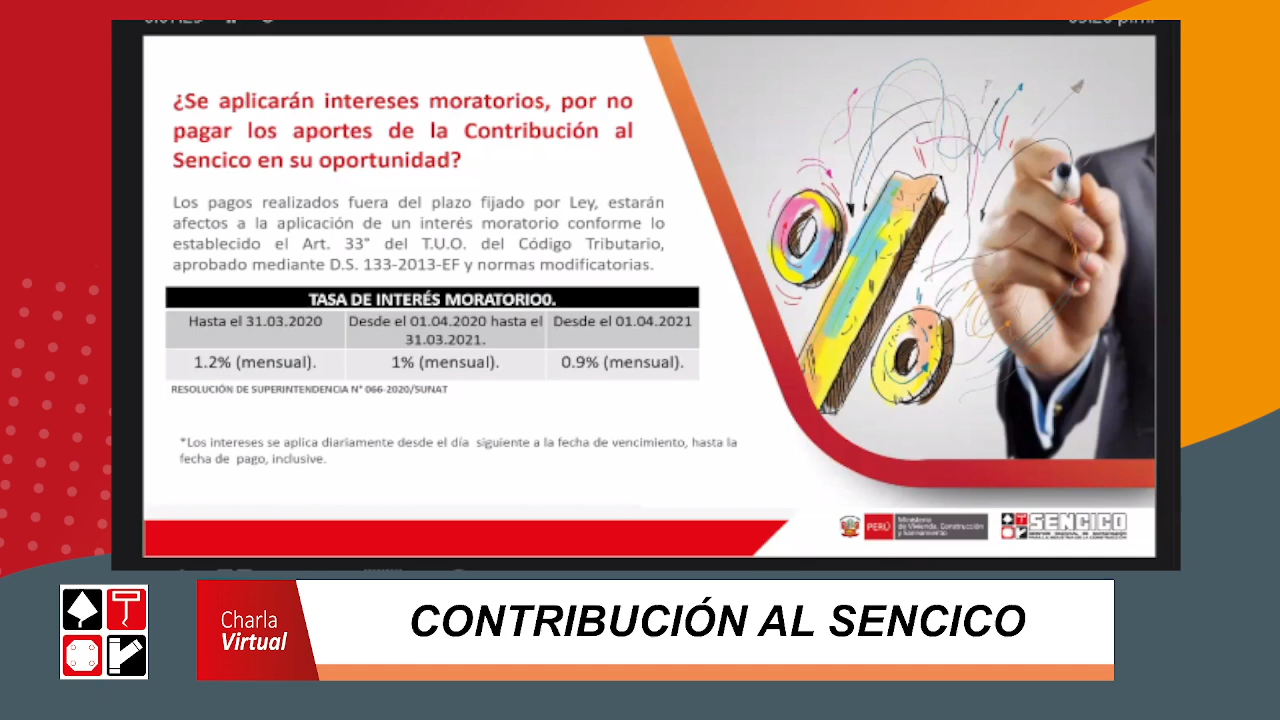 ¿Se aplicarán intereses moratorios, por no
pagar los aportes de la Contribución al
Sencico en su oportunidad?
Los pagos realizados fuera del plazo fijado por Ley, estarán
afectos a la aplicación de un interés moratorio conforme lo
establecido el Art. 33° del T.U.O. del Código Tributario,
aprobado mediante D.S. 133-2013-EF y normas modificatorias.
TASA DE INTERÉS MORATORIO0.
Hasta el 31.03.2020
Desde el 01.04.2020 hasta el
31.03.2021.
Desde el 01.04.2021
1.2% (mensual).
1% (mensual).
0.9% (mensual).
RESOLUCIÓN DE SUPERINTENDENCIA N° 066-2020/SUNAT
*Los intereses se aplica diariamente desde el día siguiente a la fecha de vencimiento, hasta la
fecha de pago, inclusive.
PERÚ
Ministerio
de Vivienda, Construcción
y Saneamiento
SENCICO
Charla
Virtual
CONTRIBUCIÓN AL SENCICO